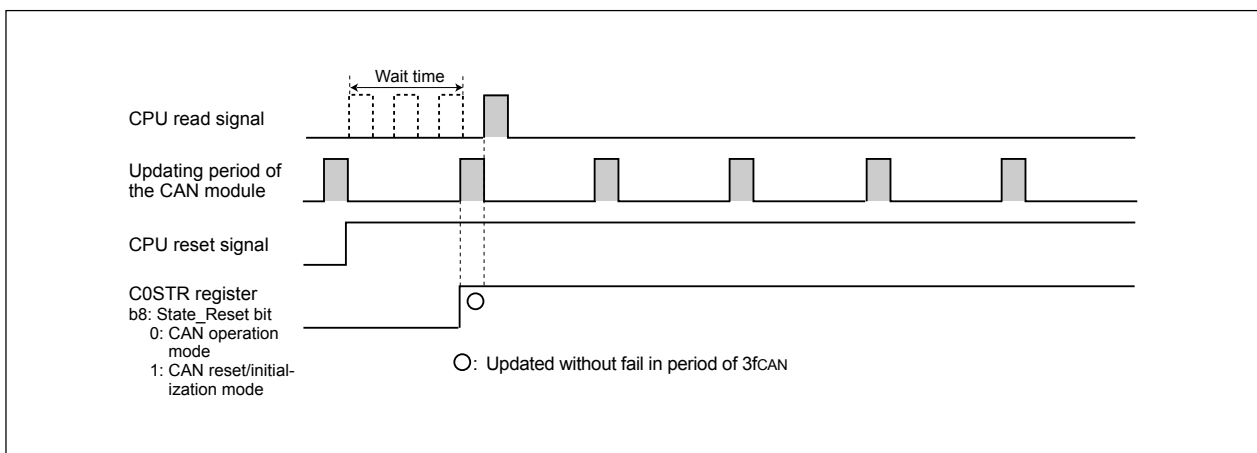 Wait time
CPU read signal
Updating period of
the CAN module
CPU reset signal
C0STR register
b8: State_Reset bit
0: CAN operation
mode
1: CAN reset/initial-
ization mode
: Updated without fail in period of 3fCAN